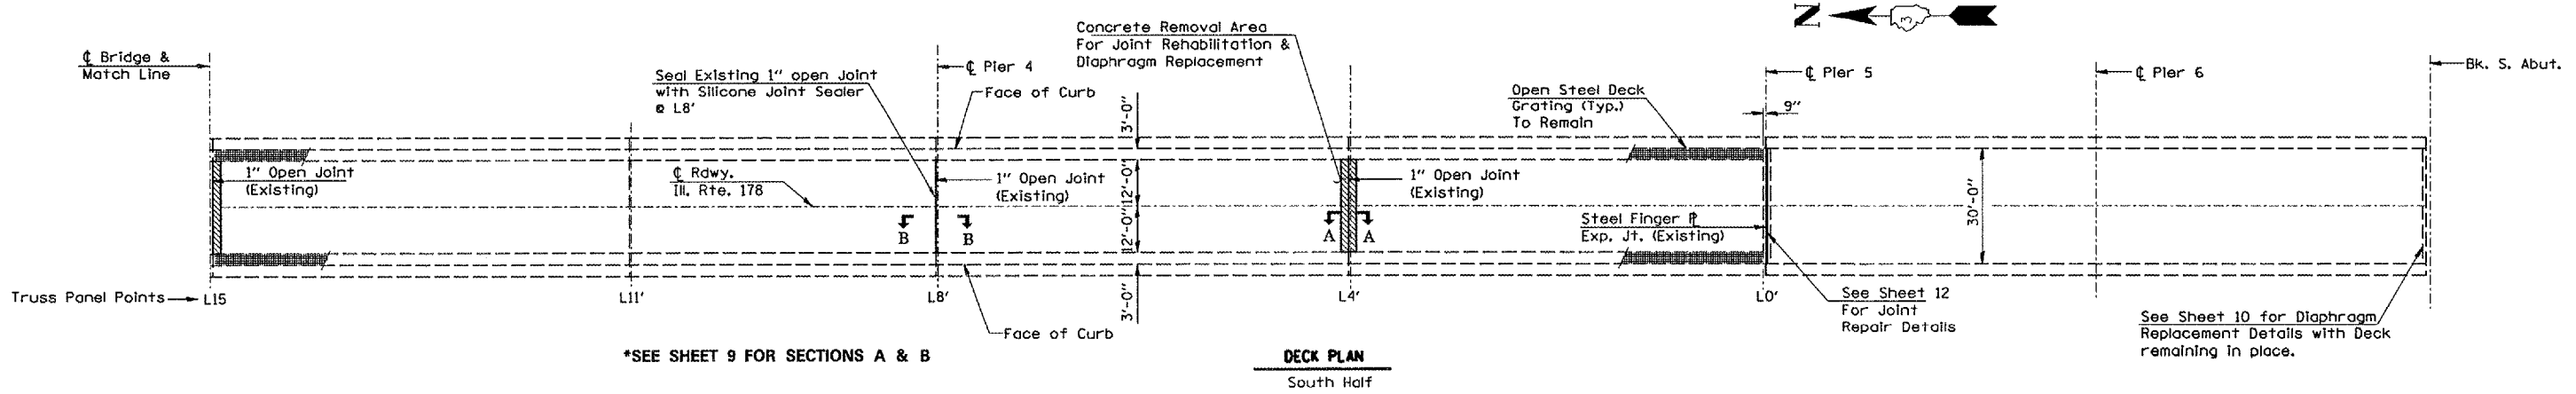 N
3
℄ Bridge &
Match Line
Seal Existing 1" open Joint
with Silicone Joint Sealer
@ L8'
℄ Pier 4
Face of Curb
Concrete Removal Area
For Joint Rehabilitation &
Diaphragm Replacement
3'-0"
Open Steel Deck
Grating (Typ.)
To Remain
9"
℄ Pier 5
℄ Pier 6
Bk. S. Abut.
1" Open Joint
(Existing)
℄ Rdwy.
Ill. Rte. 178
1" Open Joint
(Existing)
12'-0"
12'-0"
1" Open Joint
(Existing)
B
B
A
A
Steel Finger ℙ
Exp. Jt. (Existing)
30'-0"
Truss Panel Points
L15
L11'
L8'
3'-0"
L4'
L0'
Face of Curb
See Sheet 12
For Joint
Repair Details
See Sheet 10 for Diaphragm
Replacement Details with Deck
remaining in place.
*SEE SHEET 9 FOR SECTIONS A & B
DECK PLAN
South Half